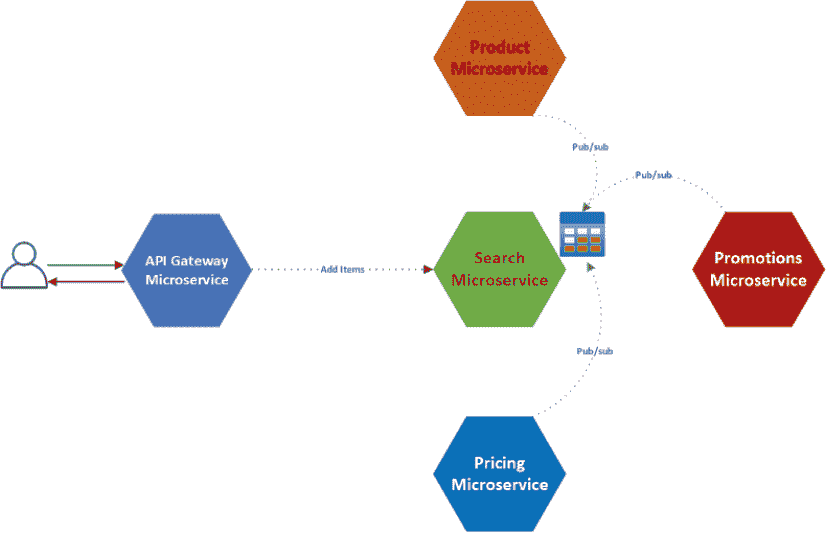 Product
Microservice
Pub/sub
Pub/sub
API Gateway
Microservice
Add Items
Search
Microservice
Promotions
Microservice
Pub/sub
Pricing
Microservice